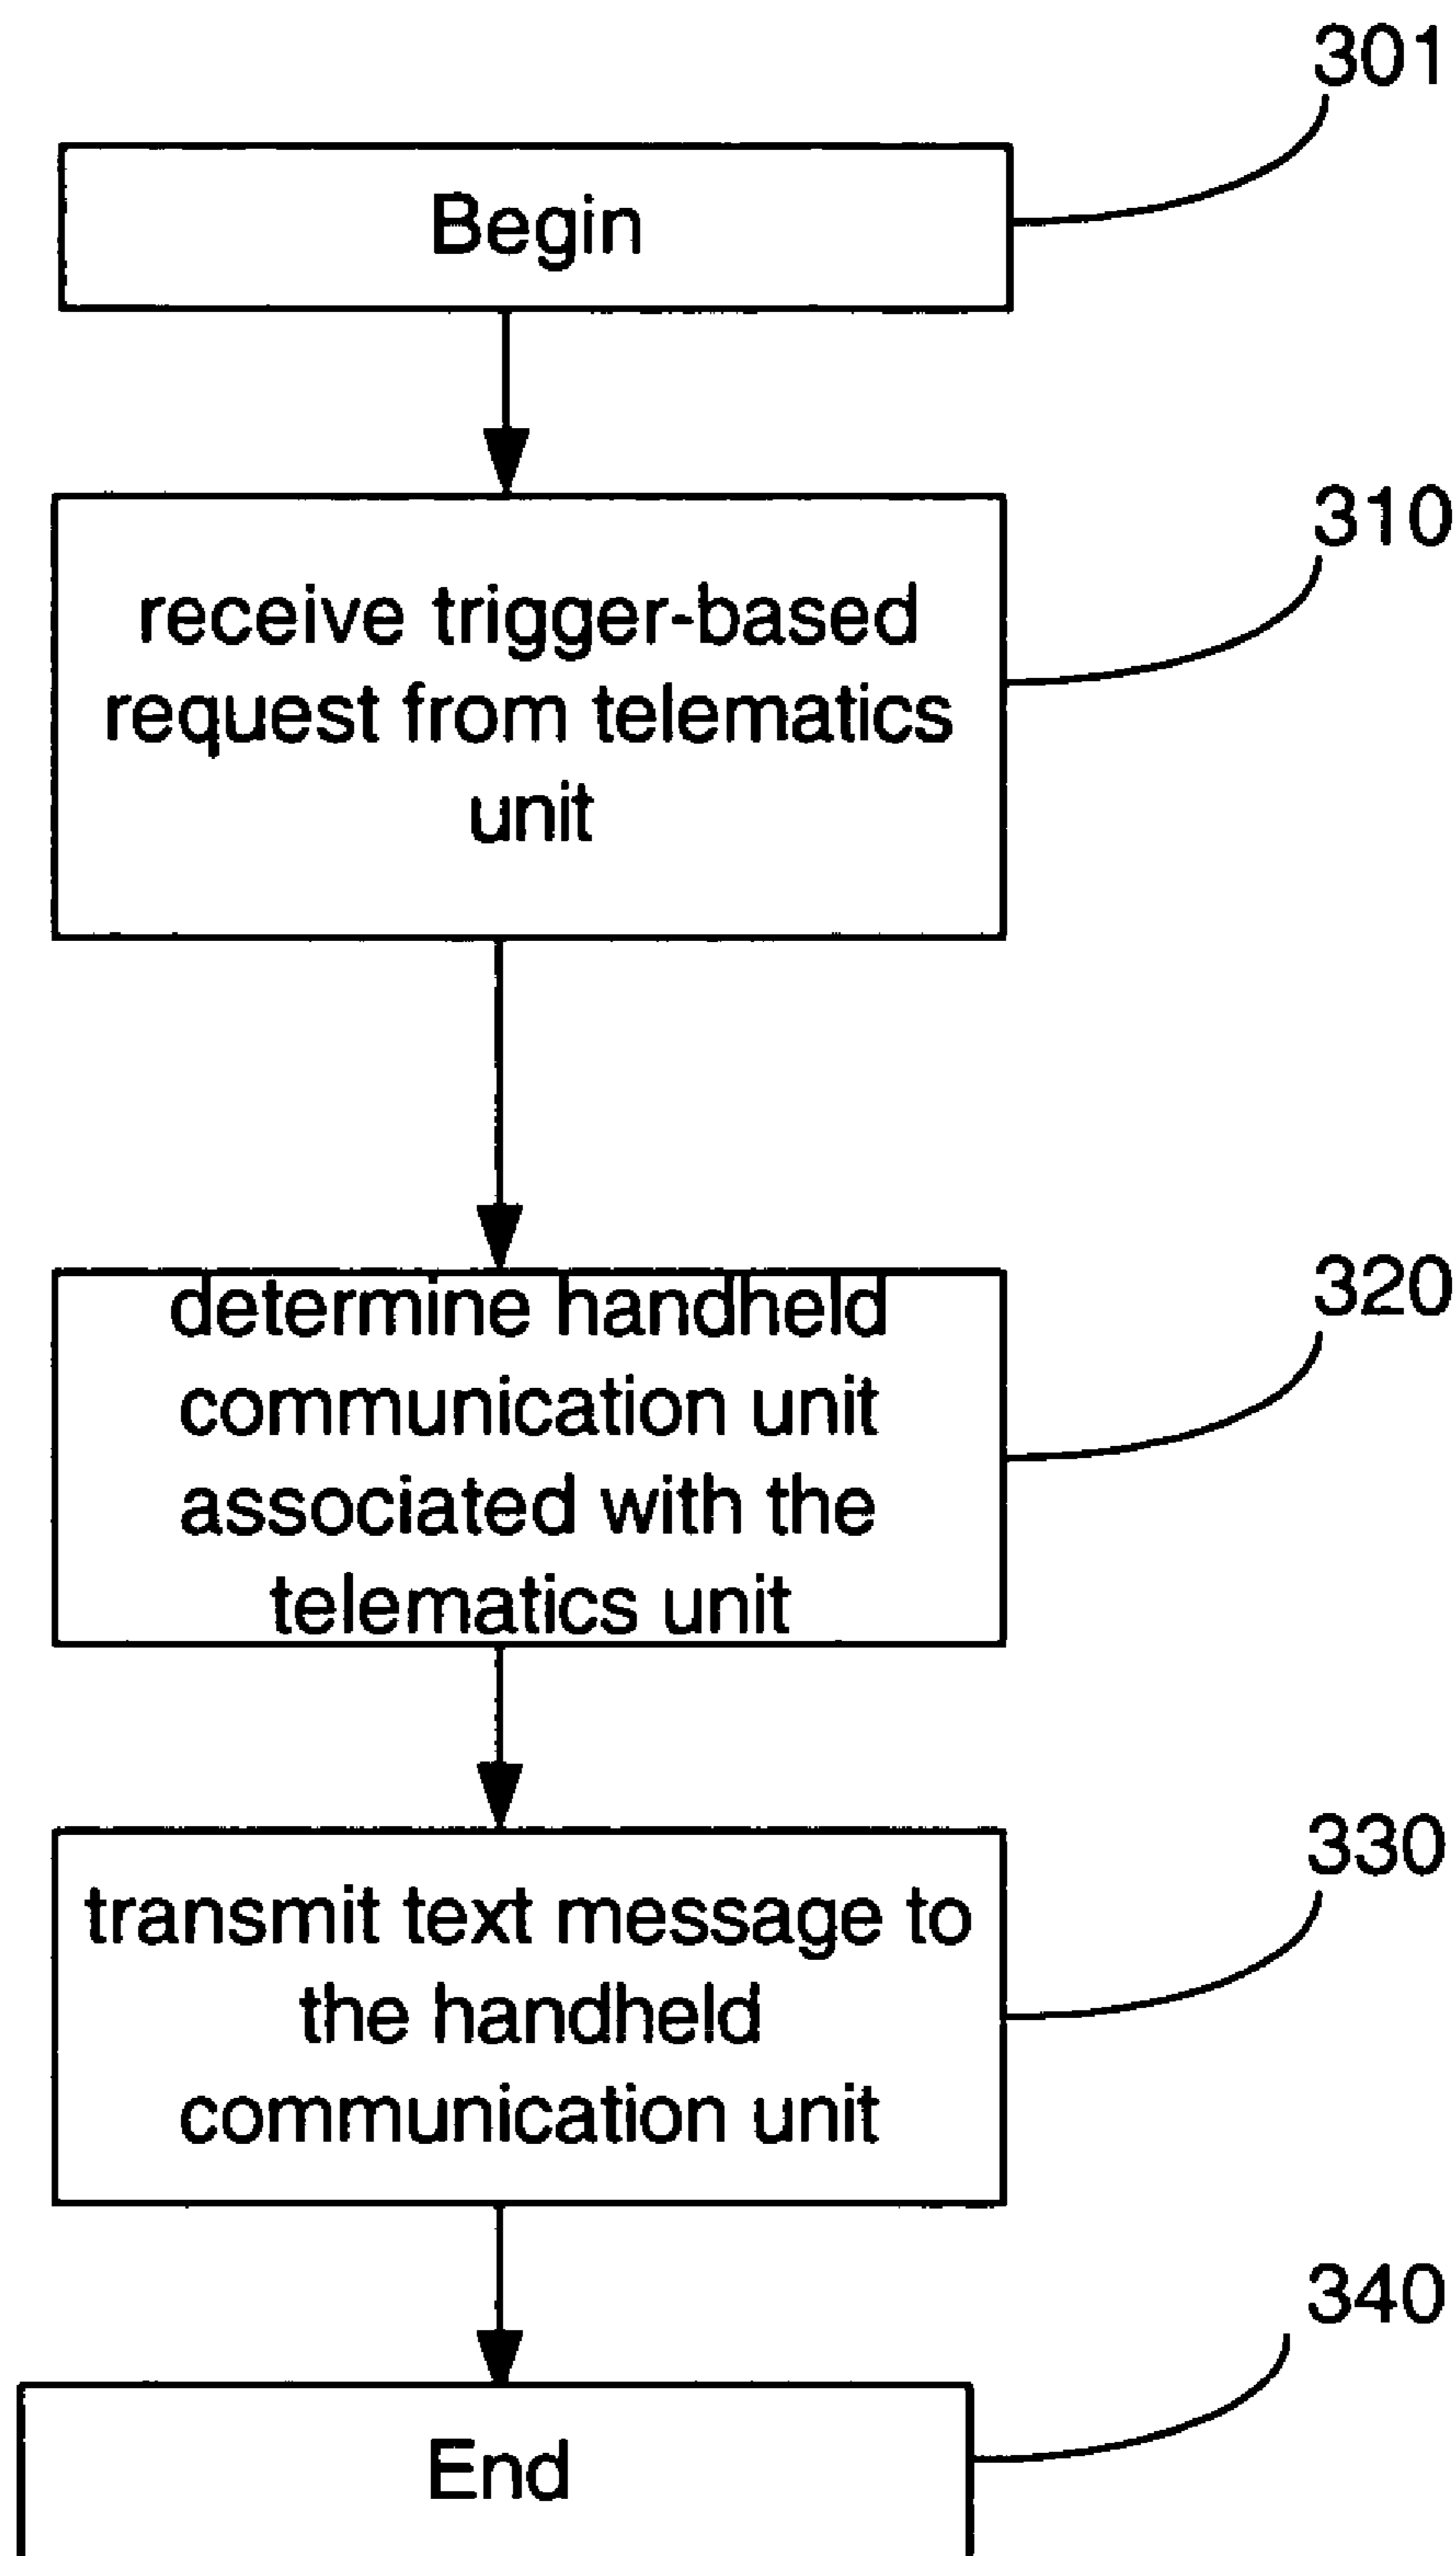 301
Begin
310
receive trigger-based
request from telematics
unit
320
determine handheld
communication unit
associated with the
telematics unit
330
transmit text message to
the handheld
communication unit
340
End